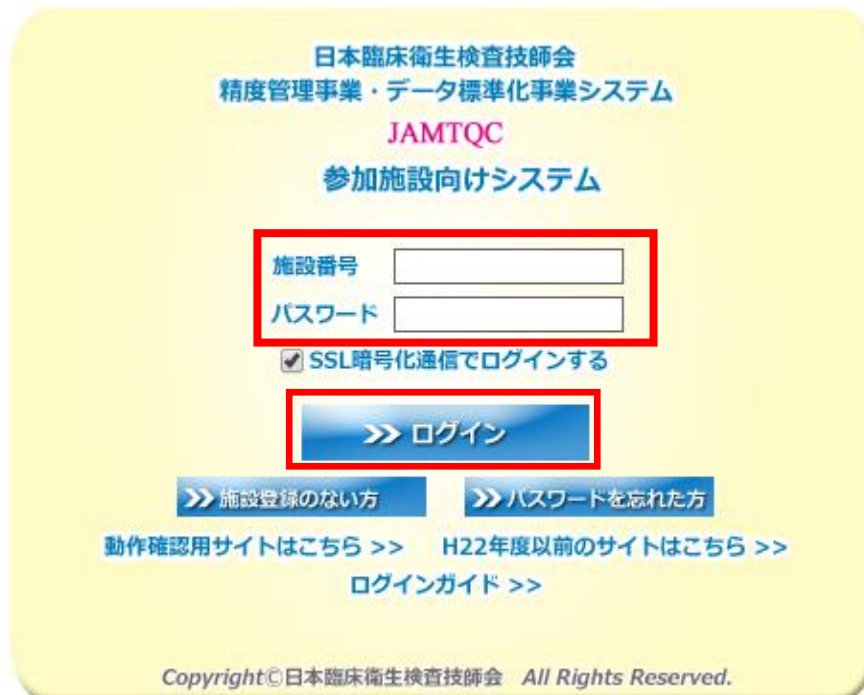 日本臨床衛生検査技師会
精度管理事業・データ標準化事業システム
JAMTQC
参加施設向けシステム
施設番号
パスワード
SSL暗号化通信でログインする
>> ログイン
>> 施設登録のない方
>> パスワードを忘れた方
動作確認用サイトはこちら >>
H22年度以前のサイトはこちら >>
ログインガイド >>
Copyright©日本臨床衛生検査技師会 All Rights Reserved.